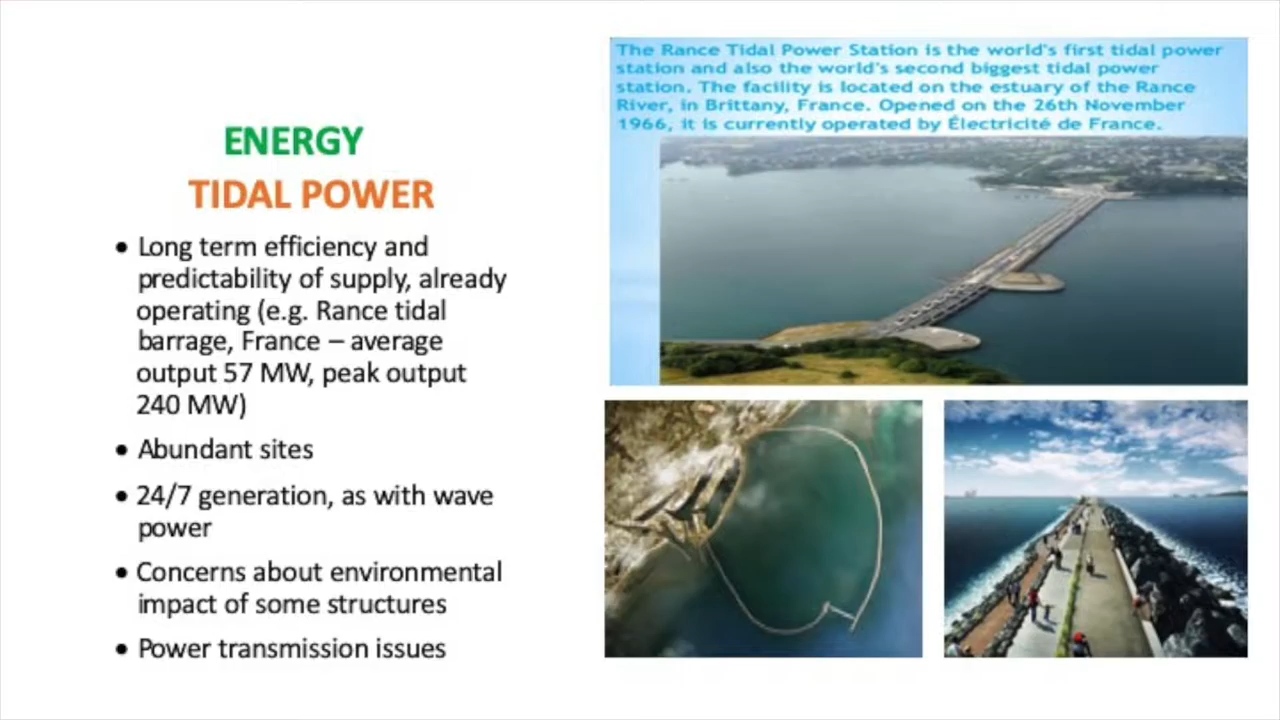 ENERGY
TIDAL POWER
• Long term efficiency and
predictability of supply, already
operating (e.g. Rance tidal
barrage, France – average
output 57 MW, peak output
240 MW)
• Abundant sites
• 24/7 generation, as with wave
power
• Concerns about environmental
impact of some structures
• Power transmission issues
The Rance Tidal Power Station is the world's first tidal power
station and also the world's second biggest tidal power
station. The facility is located on the estuary of the Rance
River, in Brittany, France. Opened on the 26th November
1966, it is currently operated by Électricité de France.